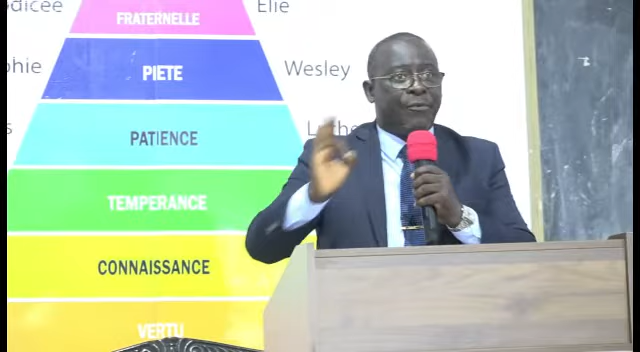 Elie
FRATERNELLE
PIETE
Wesley
PATIENCE
TEMPERANCE
CONNAISSANCE
VERTU